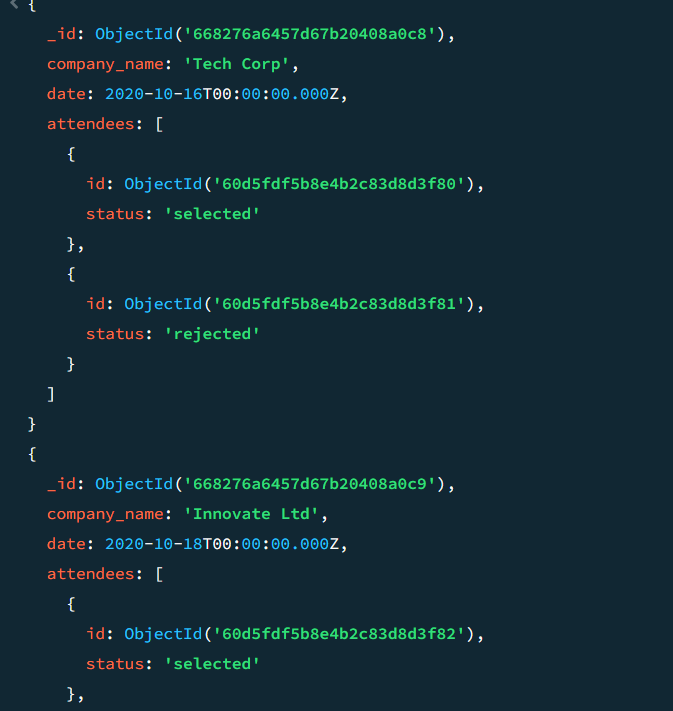 {
_id: ObjectId('668276a6457d67b20408a0c8'),
company_name: 'Tech Corp',
date: 2020-10-16T00:00:00.000Z,
attendees: [
{
id: ObjectId('60d5fdf5b8e4b2c83d8d3f80'),
status: 'selected'
},
{
id: ObjectId('60d5fdf5b8e4b2c83d8d3f81'),
status: 'rejected'
}
]
}
{
_id: ObjectId('668276a6457d67b20408a0c9'),
company_name: 'Innovate Ltd',
date: 2020-10-18T00:00:00.000Z,
attendees: [
{
id: ObjectId('60d5fdf5b8e4b2c83d8d3f82'),
status: 'selected'
},